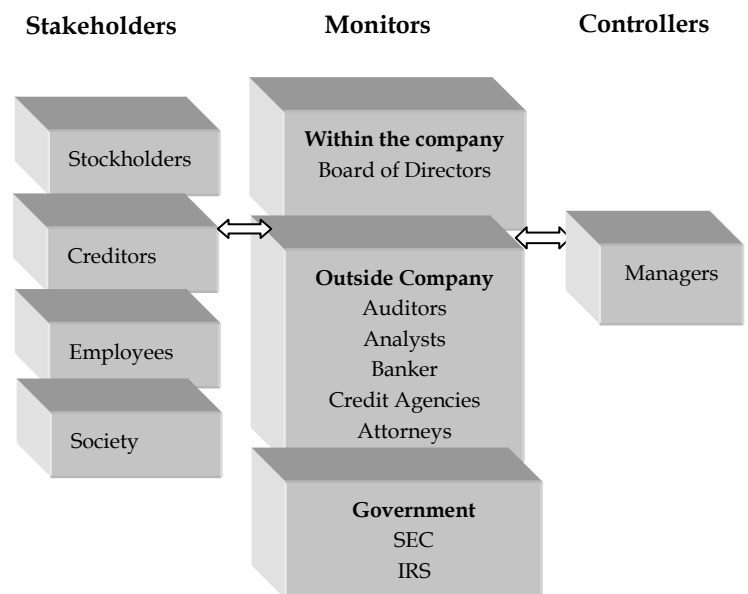 Stakeholders
Monitors
Controllers
Stockholders
Creditors
Employees
Society
Within the company
Board of Directors
Outside Company
Auditors
Analysts
Banker
Credit Agencies
Attorneys
Government
SEC
IRS
Managers